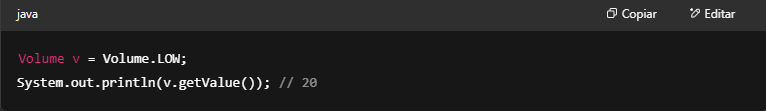 java
Copiar
Editar
Volume v = Volume.LOW;
System.out.println(v.getValue()); // 20